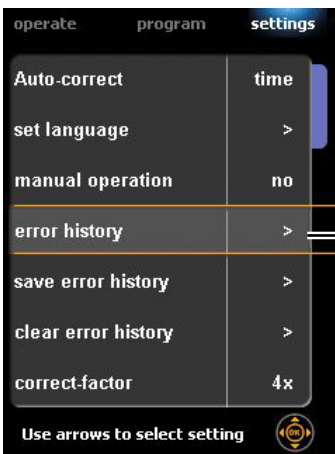 operate program settings
Auto-correct time
set language >
manual operation no
error history >
save error history >
clear error history >
correct-factor 4x
Use arrows to select setting OK